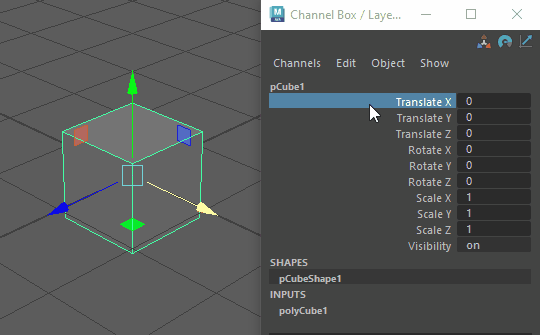 Channel Box / Laye...
Channels Edit Object Show
pCube1
Translate X 0
Translate Y 0
Translate Z 0
Rotate X 0
Rotate Y 0
Rotate Z 0
Scale X 1
Scale Y 1
Scale Z 1
Visibility on
SHAPES
pCubeShape1
INPUTS
polyCube1